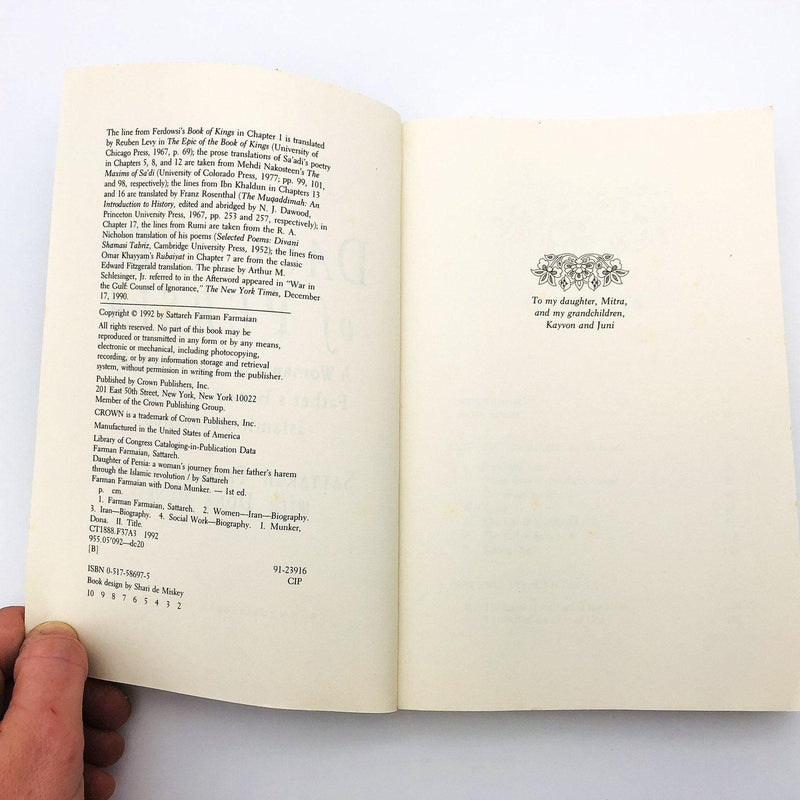 The line from Ferdowsi's Book of Kings in Chapter 1 is translated
by Reuben Levy in The Epic of the Book of Kings (University of
Chicago Press, 1967, p. 69); the prose translations of Sa'adi's poetry
in Chapters 5, 8, and 12 are taken from Mehdi Nakosteen's The
Maxims of Sa'di (University of Colorado Press, 1977; pp. 99, 101,
and 98, respectively); the lines from Ibn Khaldun in Chapters 13
and 16 are translated by Franz Rosenthal (The Muqaddimah: An
Introduction to History, edited and abridged by N. J. Dawood,
Princeton University Press, 1967, pp. 253 and 257, respectively); in
Chapter 17, the lines from Rumi are taken from the R. A.
Nicholson translation of his poems (Selected Poems: Divani
Shamasi Tabriz, Cambridge University Press, 1952); the lines from
Omar Khayyam's Rubaiyat in Chapter 7 are from the classic
Edward Fitzgerald translation. The phrase by Arthur M.
Schlesinger, Jr. referred to in the Afterword appeared in "War in
the Gulf: Counsel of Ignorance," The New York Times, December
17, 1990.
Copyright © 1992 by Sattareh Farman Farmaian
All rights reserved. No part of this book may be
reproduced or transmitted in any form or by any means,
electronic or mechanical, including photocopying,
recording, or by any information storage and retrieval
system, without permission in writing from the publisher.
Published by Crown Publishers, Inc.
201 East 50th Street, New York, New York 10022
Member of the Crown Publishing Group.
CROWN is a trademark of Crown Publishers, Inc.
Manufactured in the United States of America
Library of Congress Cataloging-in-Publication Data
Farman Farmaian, Sattareh.
Daughter of Persia: a woman's journey from her father's harem
through the Islamic revolution / by Sattareh
Farman Farmaian with Dona Munker. — 1st ed.
p. cm.
1. Farman Farmaian, Sattareh. 2. Women—Iran—Biography.
3. Iran—Biography. 4. Social Work—Biography. I. Munker,
Dona. II. Title.
CT1888.F37A3 1992
955.05'092—dc20
[B]
91-23916
CIP
ISBN 0-517-58697-5
Book design by Shari de Miskey
10 9 8 7 6 5 4 3 2
To my daughter, Mitra,
and my grandchildren,
Kayvon and Juni